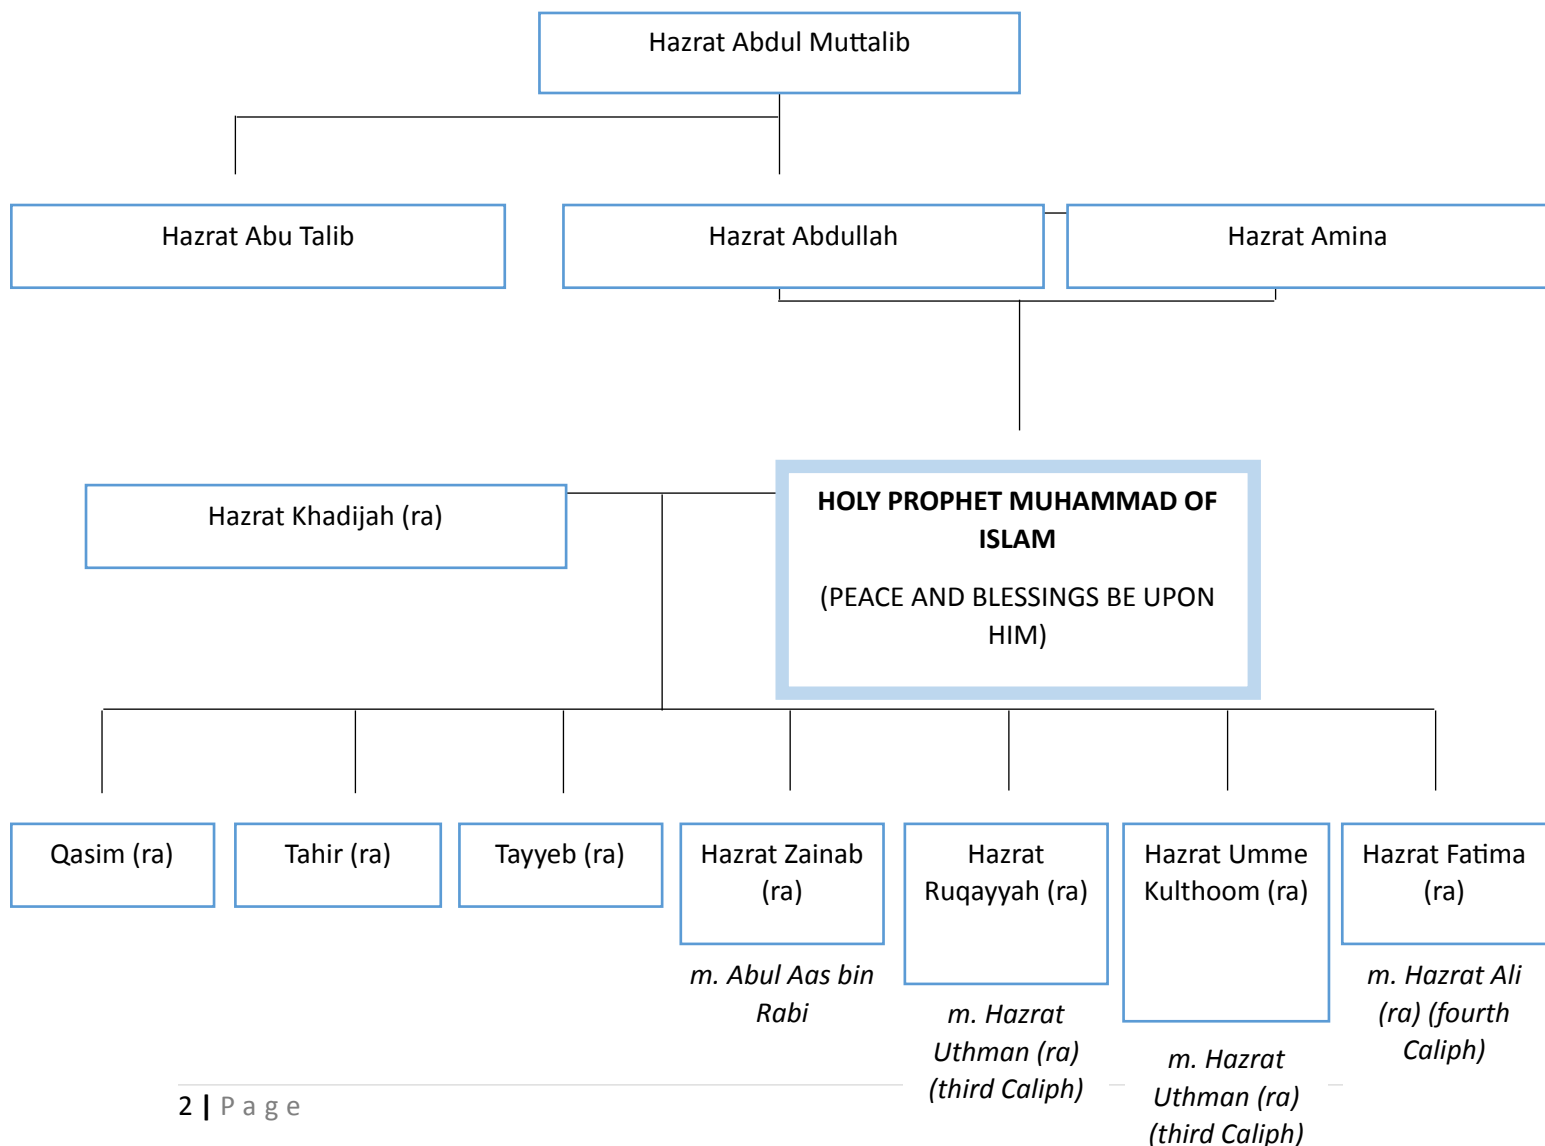 Hazrat Abdul Muttalib
Hazrat Abu Talib
Hazrat Abdullah
Hazrat Amina
Hazrat Khadijah (ra)
HOLY PROPHET MUHAMMAD OF
ISLAM
(PEACE AND BLESSINGS BE UPON
HIM)
Qasim (ra)
Tahir (ra)
Tayyeb (ra)
Hazrat Zainab
(ra)
m. Abul Aas bin
Rabi
Hazrat
Ruqayyah (ra)
m. Hazrat
Uthman (ra)
(third Caliph)
Hazrat Umme
Kulthoom (ra)
m. Hazrat
Uthman (ra)
(third Caliph)
Hazrat Fatima
(ra)
m. Hazrat Ali
(ra) (fourth
Caliph)
2 | Page